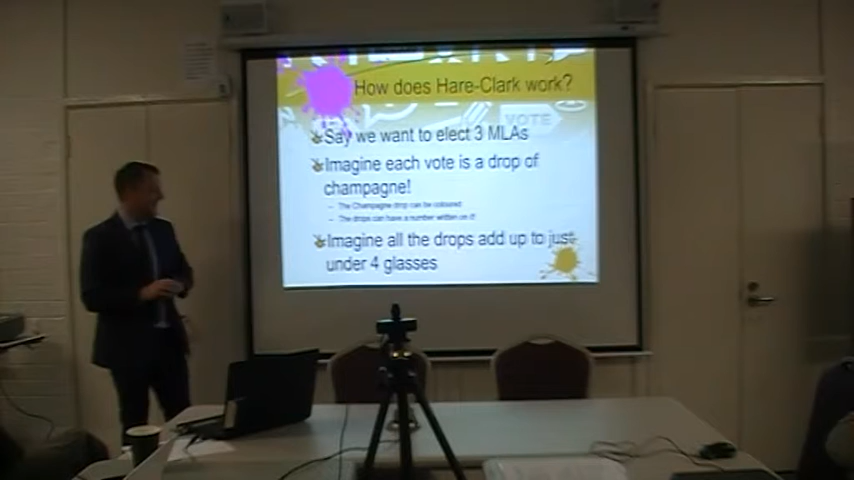 How does Hare-Clark work?
VOTE
Say we want to elect 3 MLAs
Imagine each vote is a drop of
champagne!
– The Champagne drop can be coloured
– The drops can have a number written on it!
Imagine all the drops add up to just
under 4 glasses